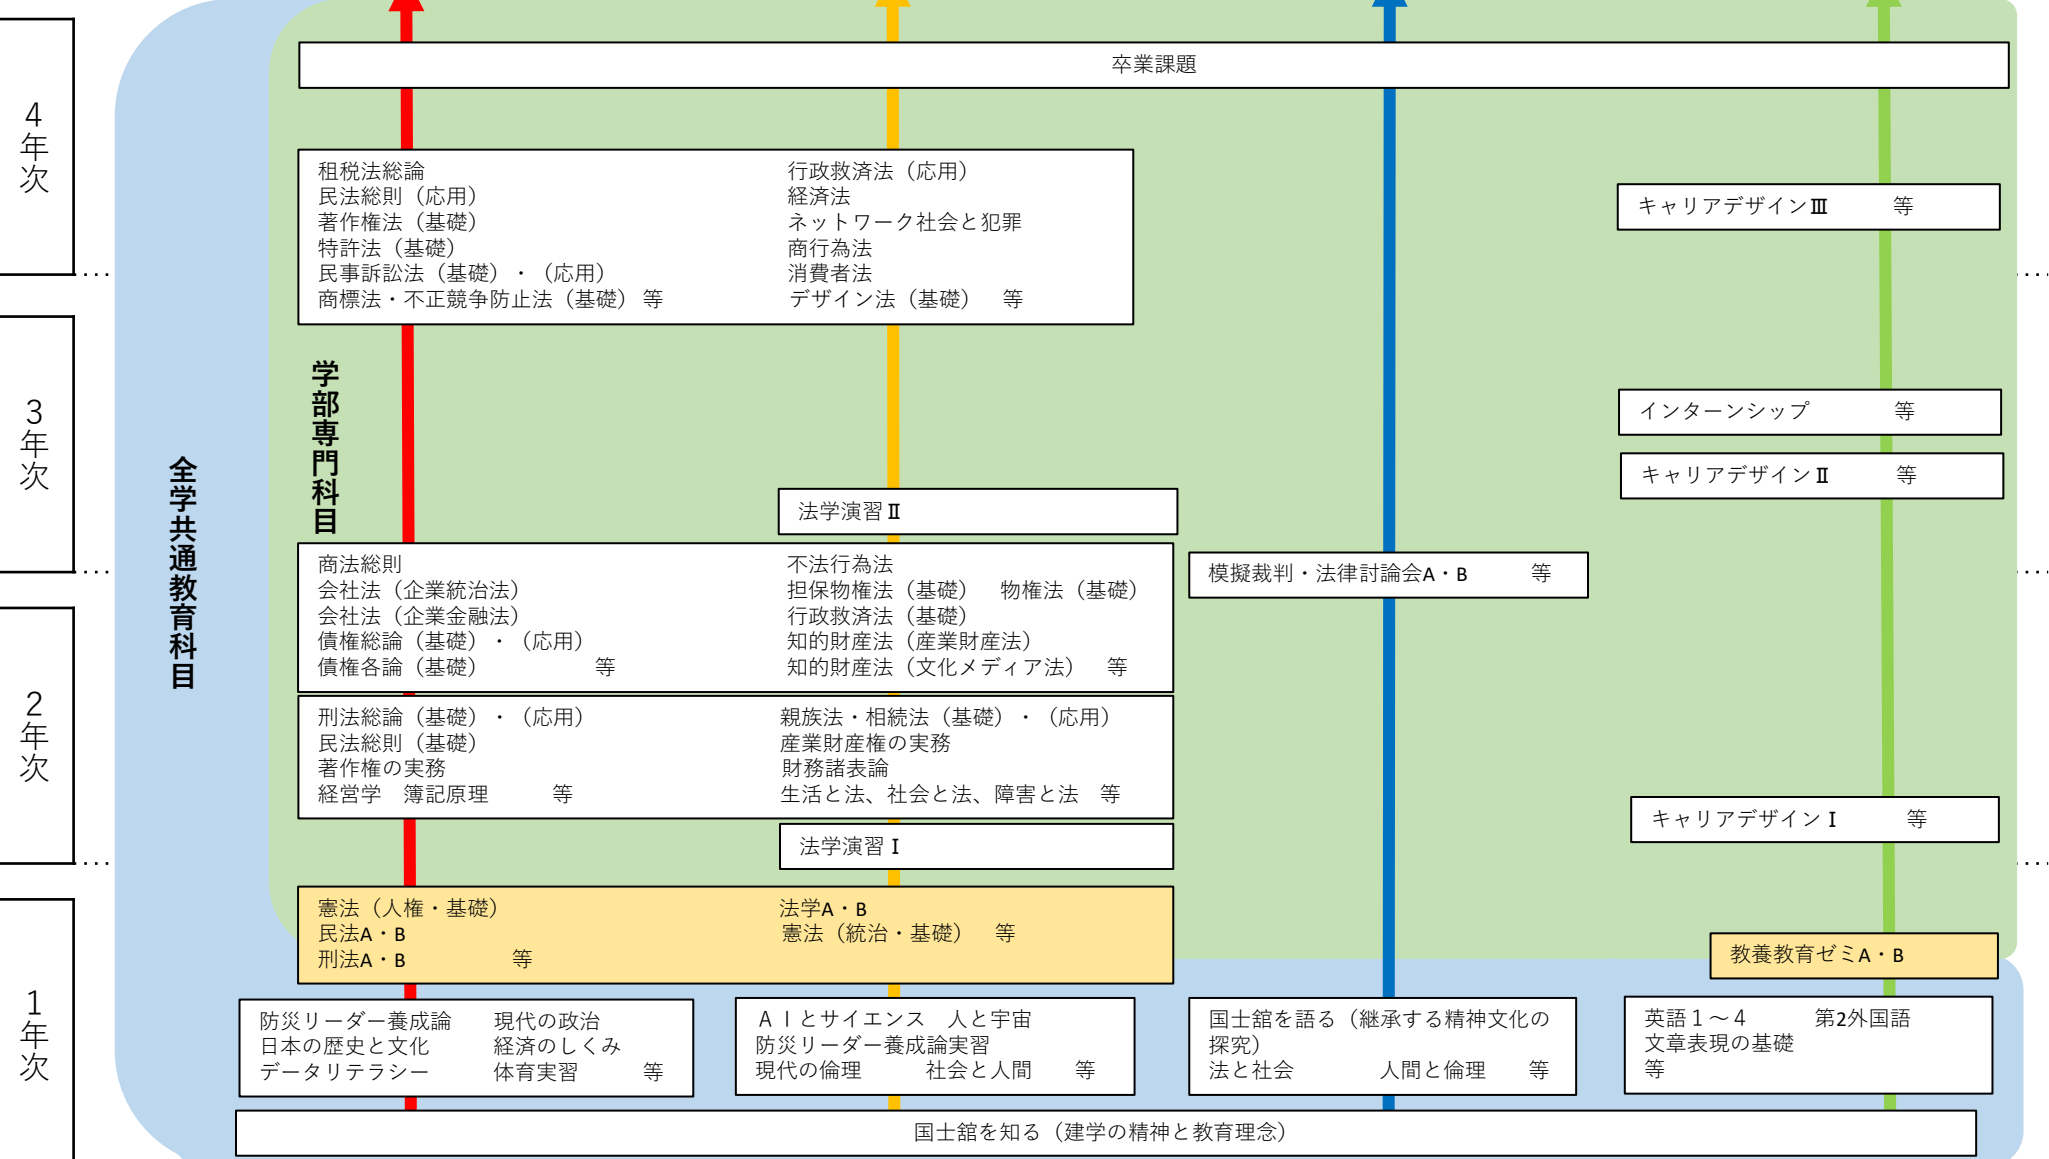 4年次
3年次
2年次
1年次
全学共通教育科目
学部専門科目
卒業課題
租税法総論
民法総則（応用）
著作権法（基礎）
特許法（基礎）
民事訴訟法（基礎）・（応用）
商標法・不正競争防止法（基礎）等
行政救済法（応用）
経済法
ネットワーク社会と犯罪
商行為法
消費者法
デザイン法（基礎）　等
キャリアデザインⅢ　　　等
インターンシップ　　　　等
キャリアデザインⅡ　　　等
法学演習Ⅱ
商法総則
会社法（企業統治法）
会社法（企業金融法）
債権総論（基礎）・（応用）
債権各論（基礎）　　　　　等
不法行為法
担保物権法（基礎）　物権法（基礎）
行政救済法（基礎）
知的財産法（産業財産法）
知的財産法（文化メディア法）　等
模擬裁判・法律討論会A・B　　　等
刑法総論（基礎）・（応用）
民法総則（基礎）
著作権の実務
経営学　簿記原理　　　等
親族法・相続法（基礎）・（応用）
産業財産権の実務
財務諸表論
生活と法、社会と法、障害と法　等
キャリアデザインⅠ　　　等
法学演習Ⅰ
憲法（人権・基礎）
民法A・B
刑法A・B　　　　　等
法学A・B
憲法（統治・基礎）　等
教養教育ゼミA・B
防災リーダー養成論　　現代の政治
日本の歴史と文化　　　経済のしくみ
データリテラシー　　　体育実習　　　等
ＡＩとサイエンス　人と宇宙
防災リーダー養成論実習
現代の倫理　　　社会と人間　　等
国士舘を語る（継承する精神文化の
探究）
法と社会　　　　人間と倫理　　等
英語１～４　　　第2外国語
文章表現の基礎
等
国士舘を知る（建学の精神と教育理念）